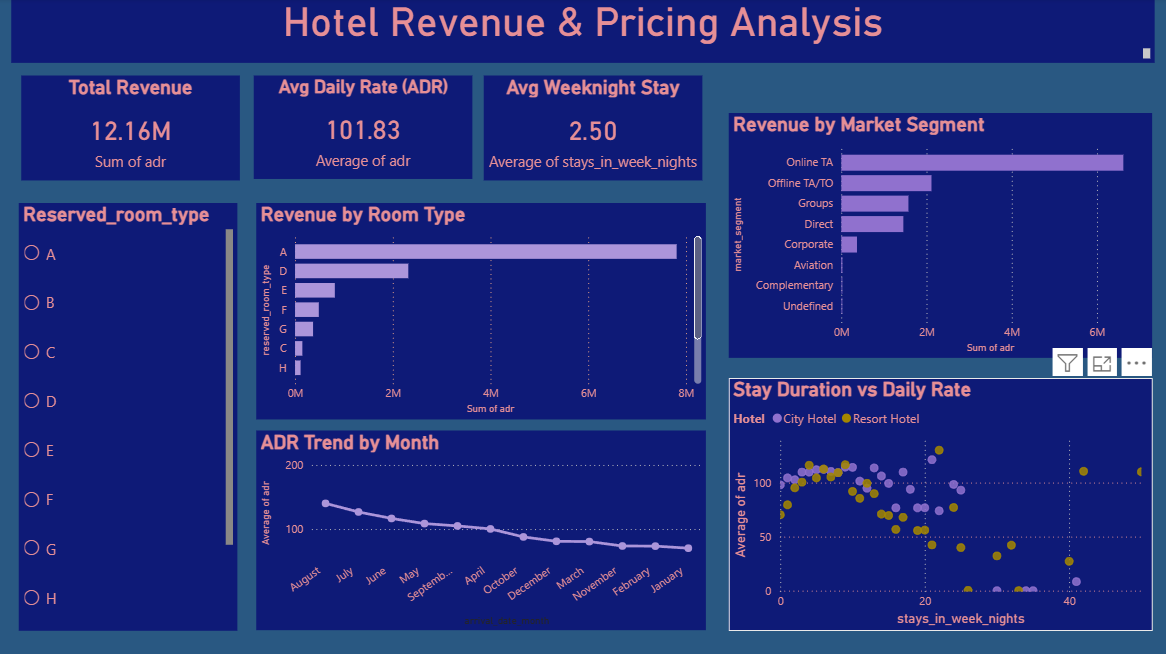 Hotel Revenue & Pricing Analysis
Total Revenue
12.16M
Sum of adr
Avg Daily Rate (ADR)
101.83
Average of adr
Avg Weeknight Stay
2.50
Average of stays_in_week_nights
Reserved_room_type
A
B
C
D
E
F
G
H
Revenue by Room Type
reserved_room_type
A
D
E
F
G
C
H
0M 2M 4M 6M 8M
Sum of adr
ADR Trend by Month
Average of adr
200
100
August July June May Septemb... April October December March November February January
Revenue by Market Segment
market_segment
Online TA
Offline TA/TO
Groups
Direct
Corporate
Aviation
Complementary
Undefined
0M 2M 4M 6M
Sum of adr
Stay Duration vs Daily Rate
Hotel City Hotel Resort Hotel
Average of adr
100
50
0
0 20 40
stays_in_week_nights